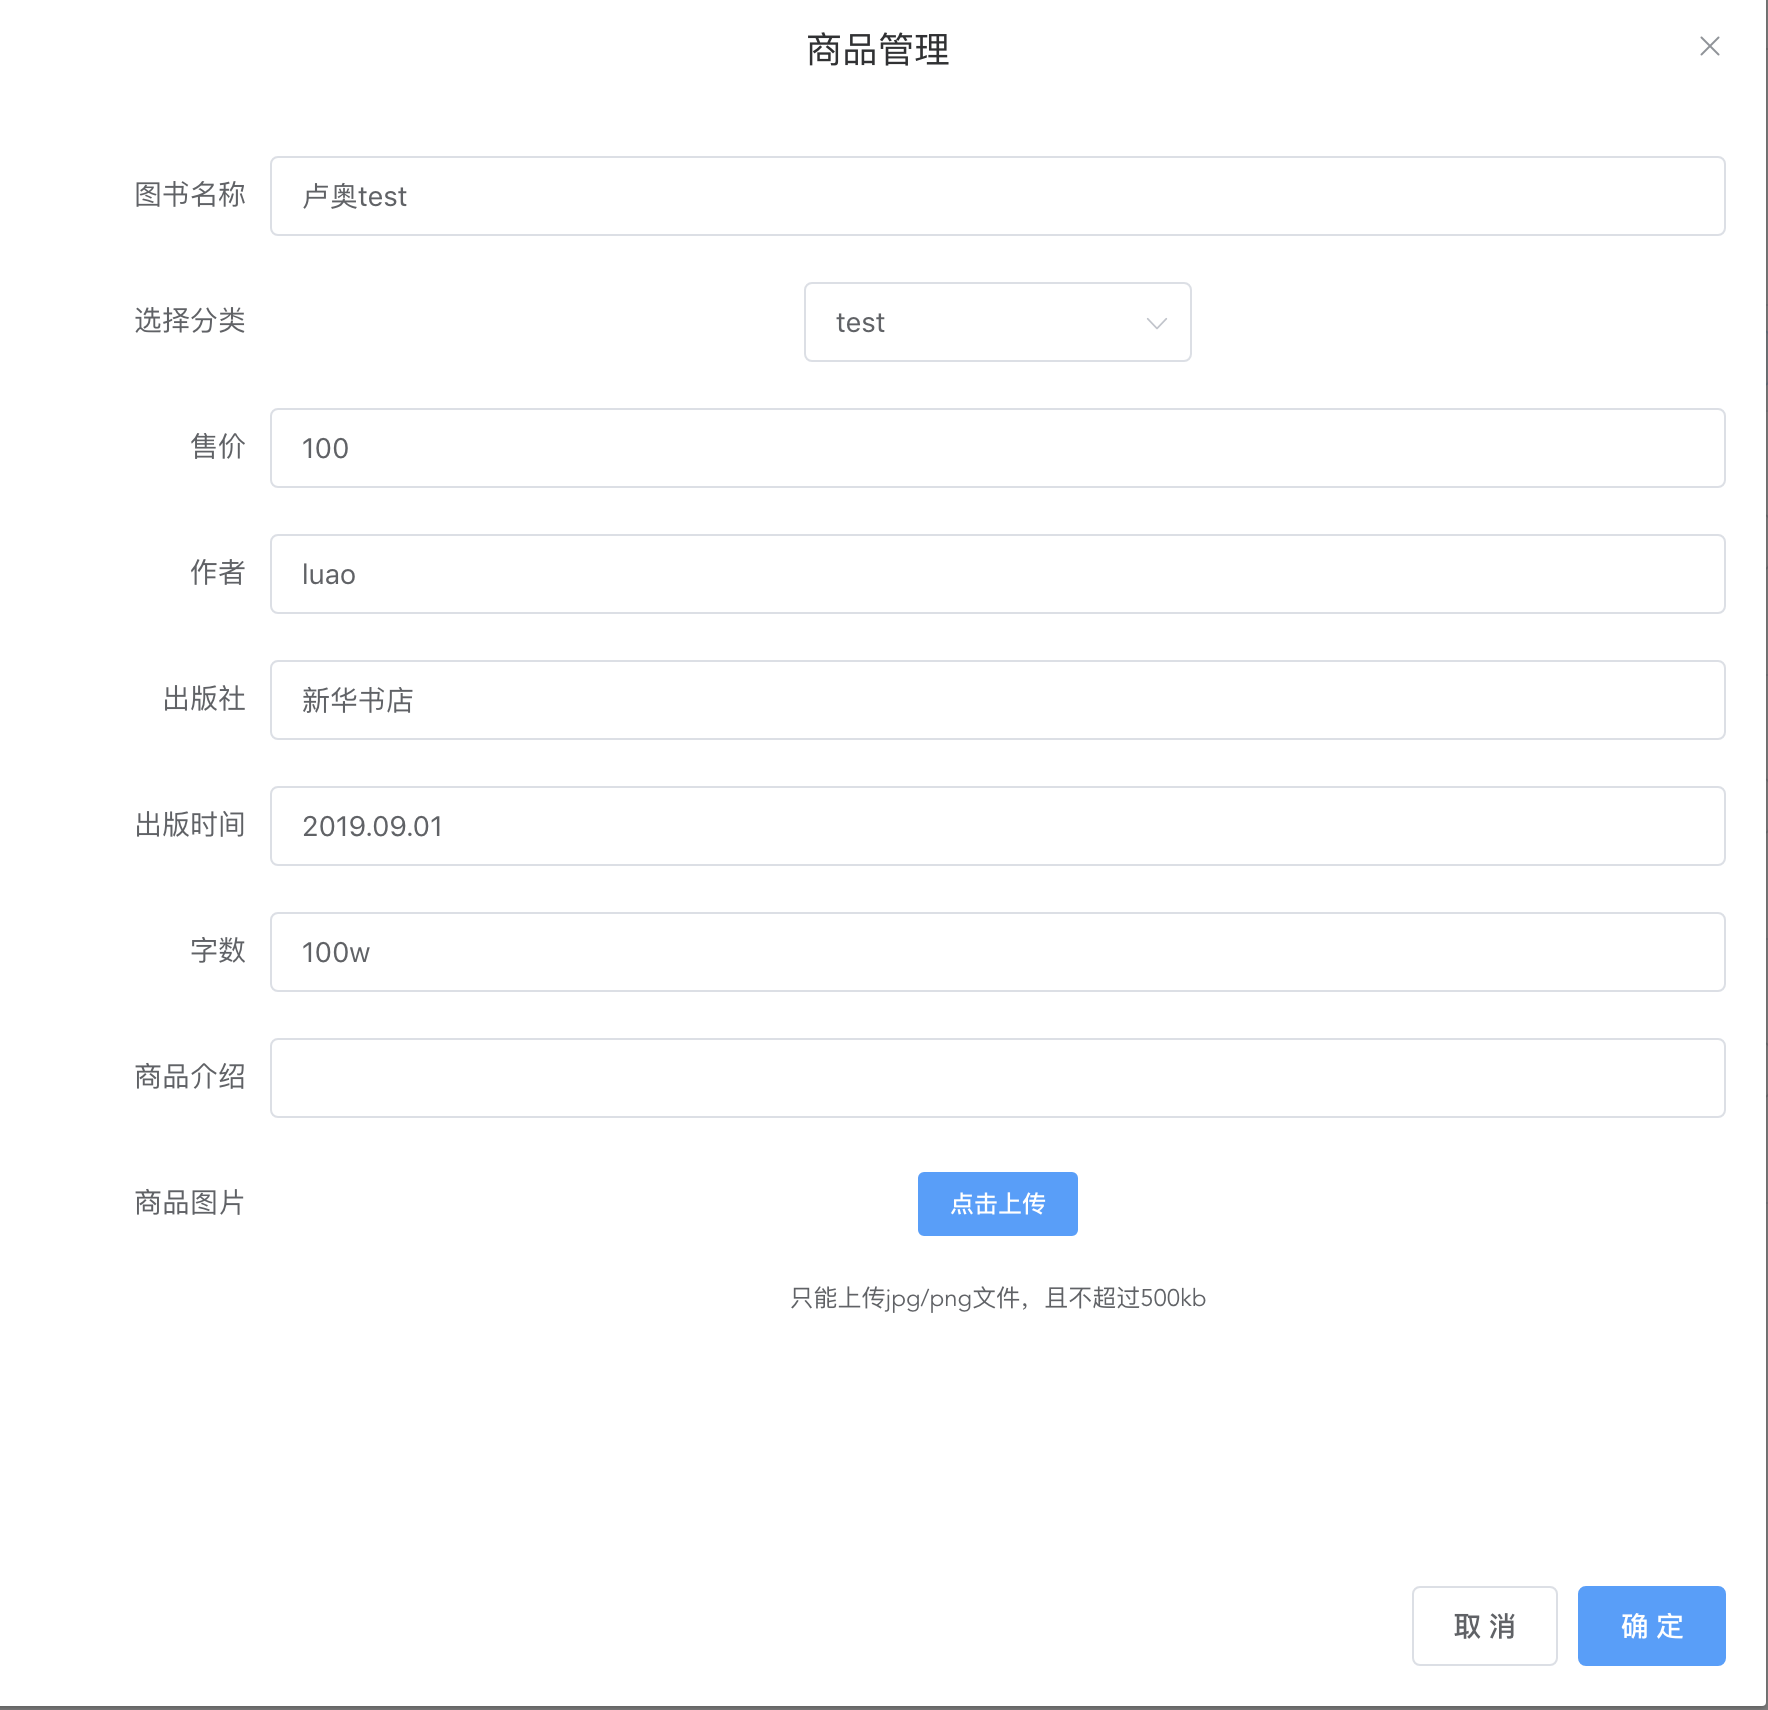 商品管理
图书名称 卢奥test
选择分类 test
售价 100
作者 luao
出版社 新华书店
出版时间 2019.09.01
字数 100w
商品介绍
商品图片 点击上传
只能上传jpg/png文件，且不超过500kb
取 消 确 定